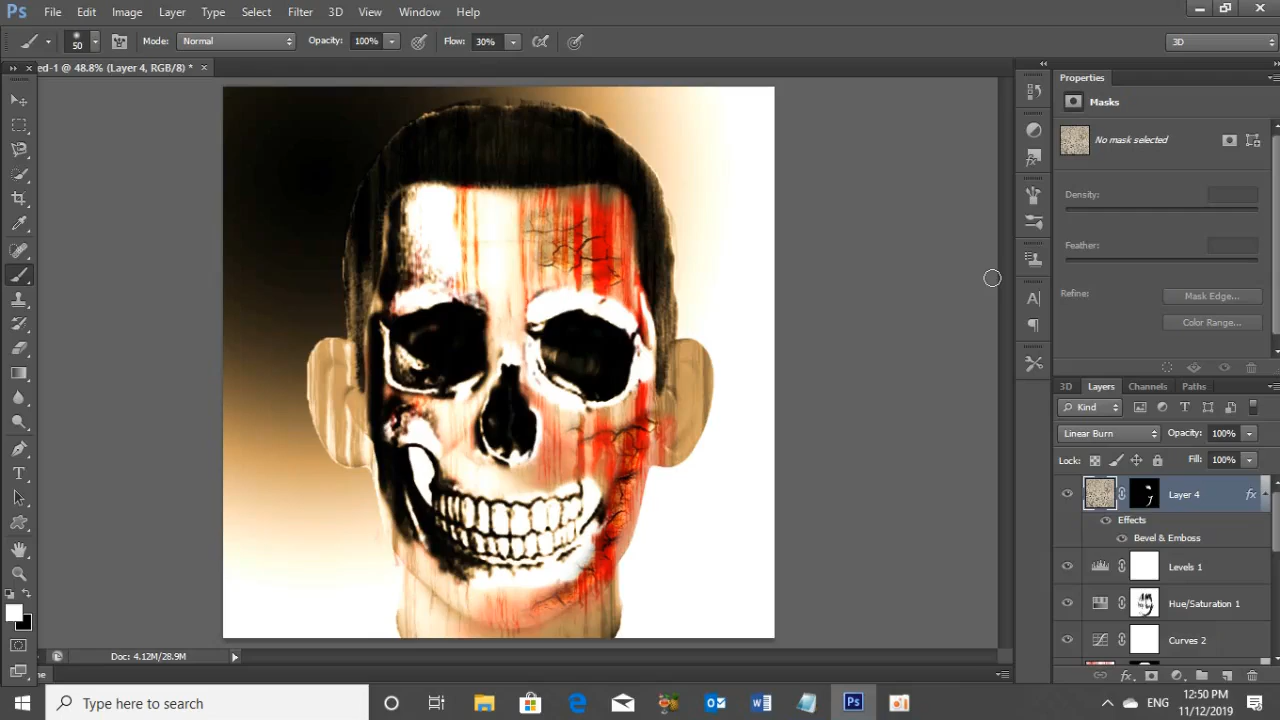 Ps File Edit Image Layer Type Select Filter 3D View Window Help
50 Mode: Normal Opacity: 100% Flow: 30% 3D
ed-1 @ 48.8% (Layer 4, RGB/8) * ×
Properties
Masks
No mask selected
Density:
Feather:
Refine: Mask Edge...
Color Range...
3D Layers Channels Paths
Kind
Linear Burn Opacity: 100%
Lock: Fill: 100%
Layer 4 fx
Effects
Bevel & Emboss
Levels 1
Hue/Saturation 1
Curves 2
Doc: 4.12M/28.9M
Type here to search
ENG
12:50 PM
11/12/2019